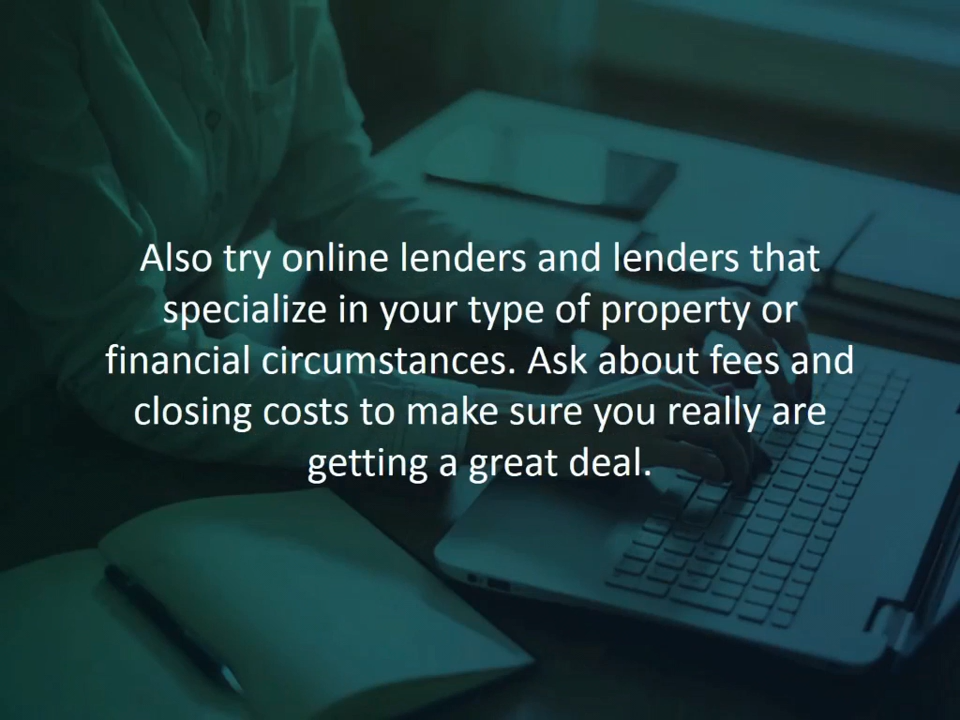 Also try online lenders and lenders that
specialize in your type of property or
financial circumstances. Ask about fees and
closing costs to make sure you really are
getting a great deal.